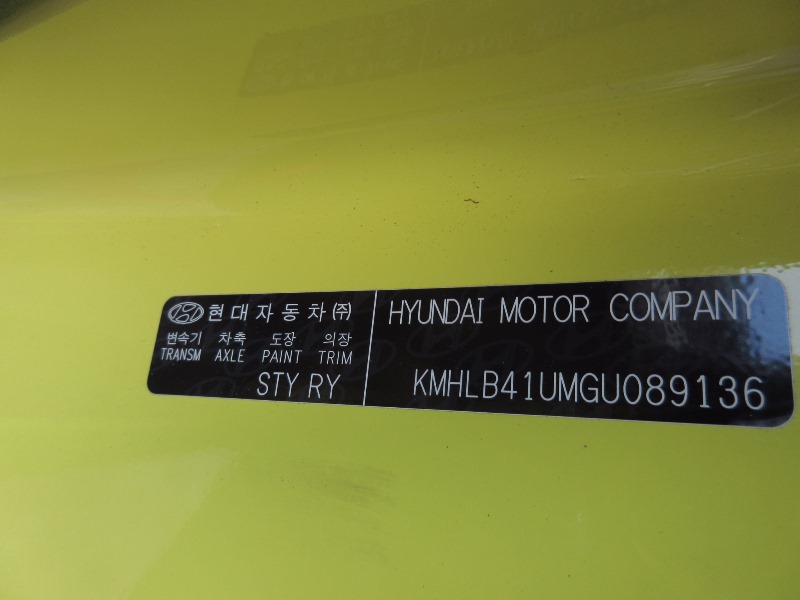 현대자동차㈜
변속기 차축 도장 의장
TRANSM AXLE PAINT TRIM
STY RY
HYUNDAI MOTOR COMPANY
KMHLB41UMGU089136